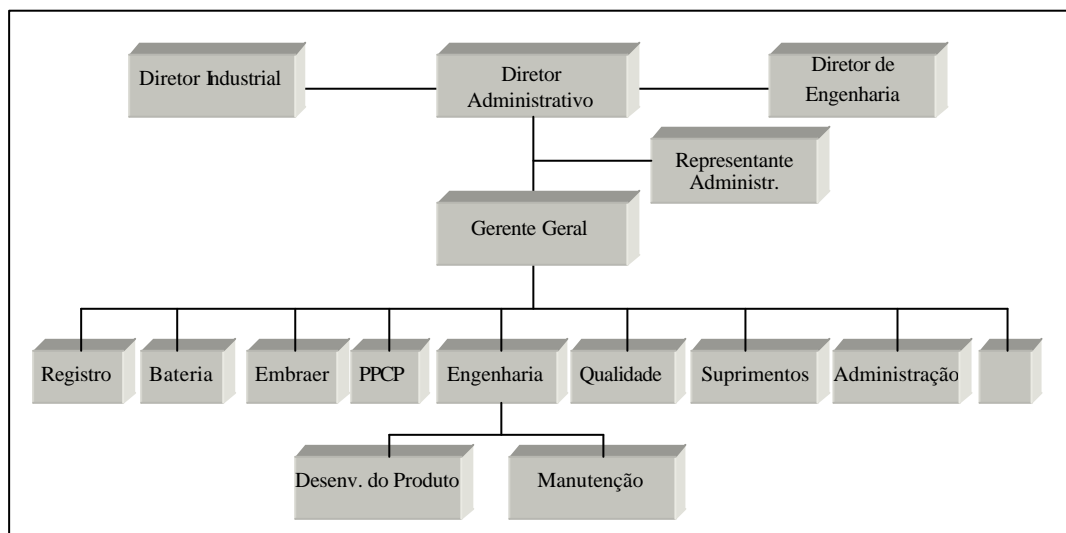 Diretor Industrial
Diretor
Administrativo
Diretor de
Engenharia
Representante
Administr.
Gerente Geral
Registro
Bateria
Embraer
PPCP
Engenharia
Qualidade
Suprimentos
Administração
Desenv. do Produto
Manutenção